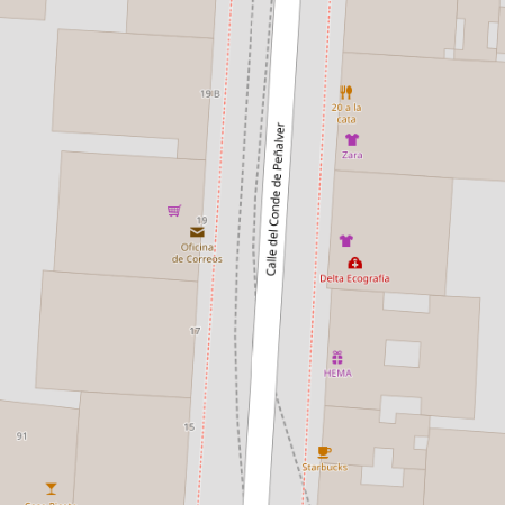 19 B
20 a la
cata
Zara
Calle del Conde de Peñalver
19
Oficina
de Correos
Delta Ecografía
17
HEMA
15
91
Starbucks